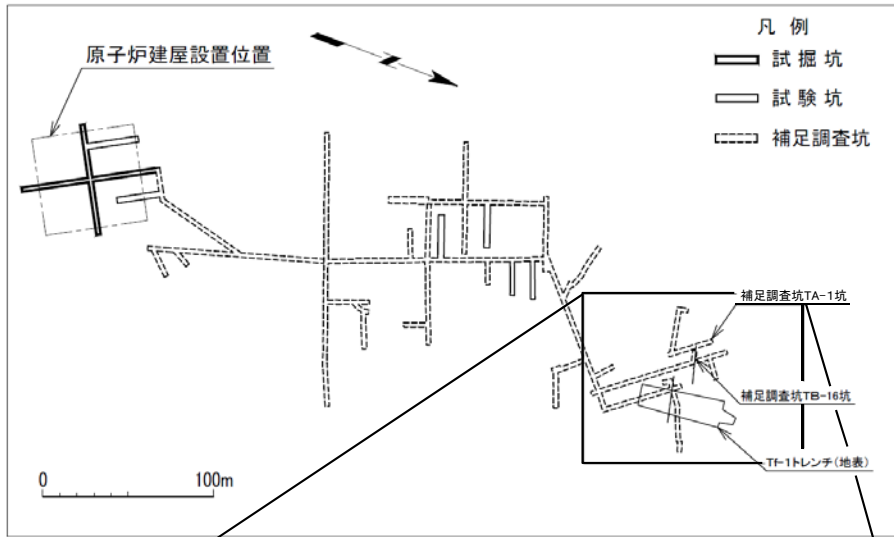 原子炉建屋設置位置
凡 例
試 掘 坑
試 験 坑
補足調査坑
補足調査坑TA-1坑
補足調査坑TB-16坑
Tf-1トレンチ(地表)
0 100m